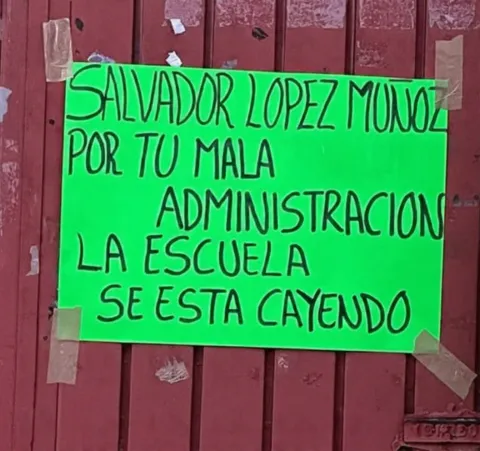 SALVADOR LOPEZ MUÑOZ
POR TU MALA
ADMINISTRACION
LA ESCUELA
SE ESTA CAYENDO